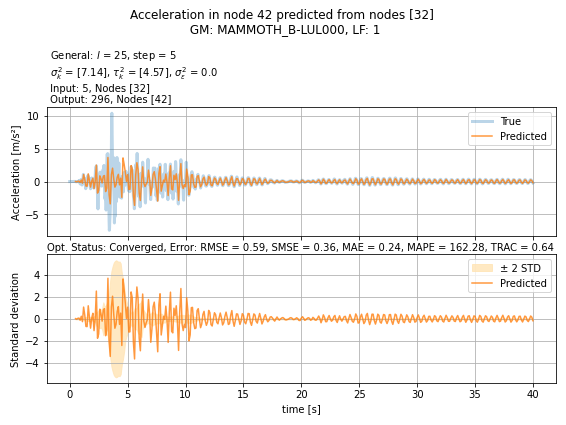 Acceleration in node 42 predicted from nodes [32]
GM: MAMMOTH_B-LUL000, LF: 1
General: l = 25, step = 5
σ²_k = [7.14], τ²_k = [4.57], σ²_ε = 0.0
Input: 5, Nodes [32]
Output: 296, Nodes [42]
Acceleration [m/s²]
10
5
0
−5
True
Predicted
Opt. Status: Converged, Error: RMSE = 0.59, SMSE = 0.36, MAE = 0.24, MAPE = 162.28, TRAC = 0.64
Standard deviation
4
2
0
−2
−4
± 2 STD
Predicted
0 5 10 15 20 25 30 35 40
time [s]